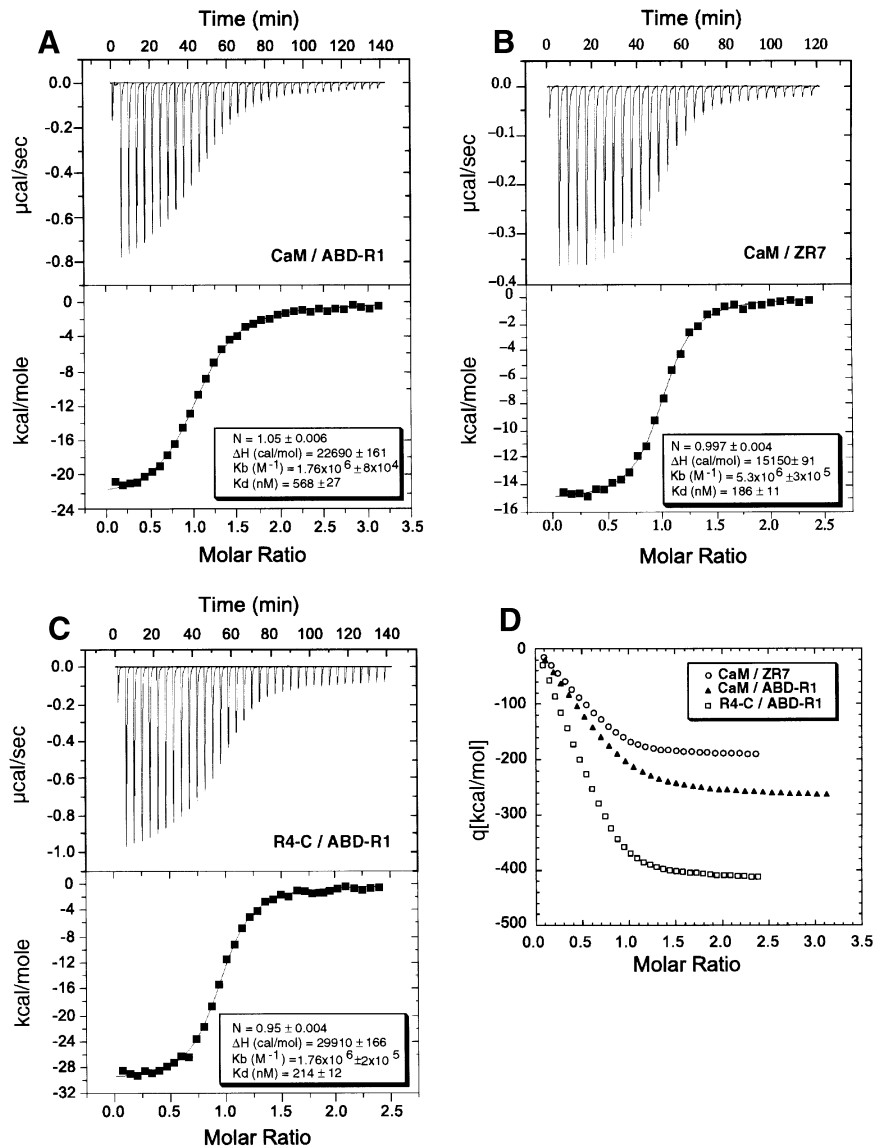 A
Time (min)
0 20 40 60 80 100 120 140
0.0
-0.2
-0.4
-0.6
-0.8
µcal/sec
CaM / ABD-R1
0
-4
-8
-12
-16
-20
-24
kcal/mole
N = 1.05 ± 0.006
ΔH (cal/mol) = 22690 ± 161
Kb (M⁻¹) = 1.76x10⁶ ± 8x10⁴
Kd (nM) = 568 ± 27
0.0 0.5 1.0 1.5 2.0 2.5 3.0 3.5
Molar Ratio
B
Time (min)
0 20 40 60 80 100 120
0.0
-0.1
-0.2
-0.3
-0.4
µcal/sec
CaM / ZR7
0
-2
-4
-6
-8
-10
-12
-14
-16
kcal/mole
N = 0.997 ± 0.004
ΔH (cal/mol) = 15150± 91
Kb (M⁻¹) = 5.3x10⁶ ±3x10⁵
Kd (nM) = 186 ± 11
0.0 0.5 1.0 1.5 2.0 2.5
Molar Ratio
C
Time (min)
0 20 40 60 80 100 120 140
0.0
-0.2
-0.4
-0.6
-0.8
-1.0
µcal/sec
R4-C / ABD-R1
0
-4
-8
-12
-16
-20
-24
-28
-32
kcal/mole
N = 0.95 ± 0.004
ΔH (cal/mol) = 29910 ± 166
Kb (M⁻¹) =1.76x10⁶ ±2x10⁵
Kd (nM) = 214 ± 12
0.0 0.5 1.0 1.5 2.0 2.5
Molar Ratio
D
0
-100
-200
-300
-400
-500
q[kcal/mol]
CaM / ZR7
CaM / ABD-R1
R4-C / ABD-R1
0.0 0.5 1.0 1.5 2.0 2.5 3.0 3.5
Molar Ratio